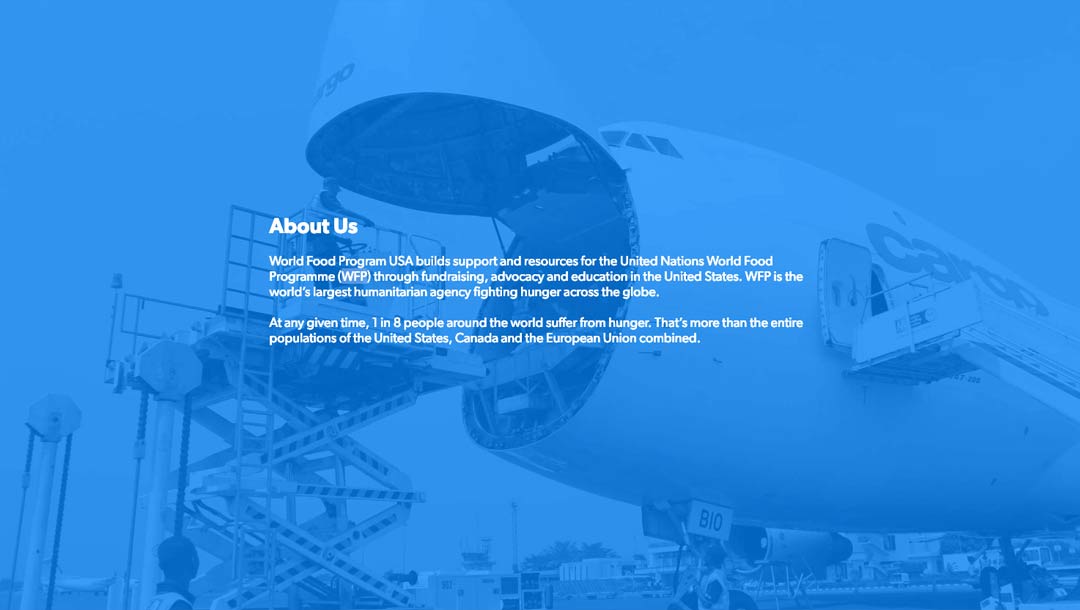 rgo
About Us
World Food Program USA builds support and resources for the United Nations World Food
Programme (WFP) through fundraising, advocacy and education in the United States. WFP is the
world's largest humanitarian agency fighting hunger across the globe.
At any given time, 1 in 8 people around the world suffer from hunger. That's more than the entire
populations of the United States, Canada and the European Union combined.
cargo
B10